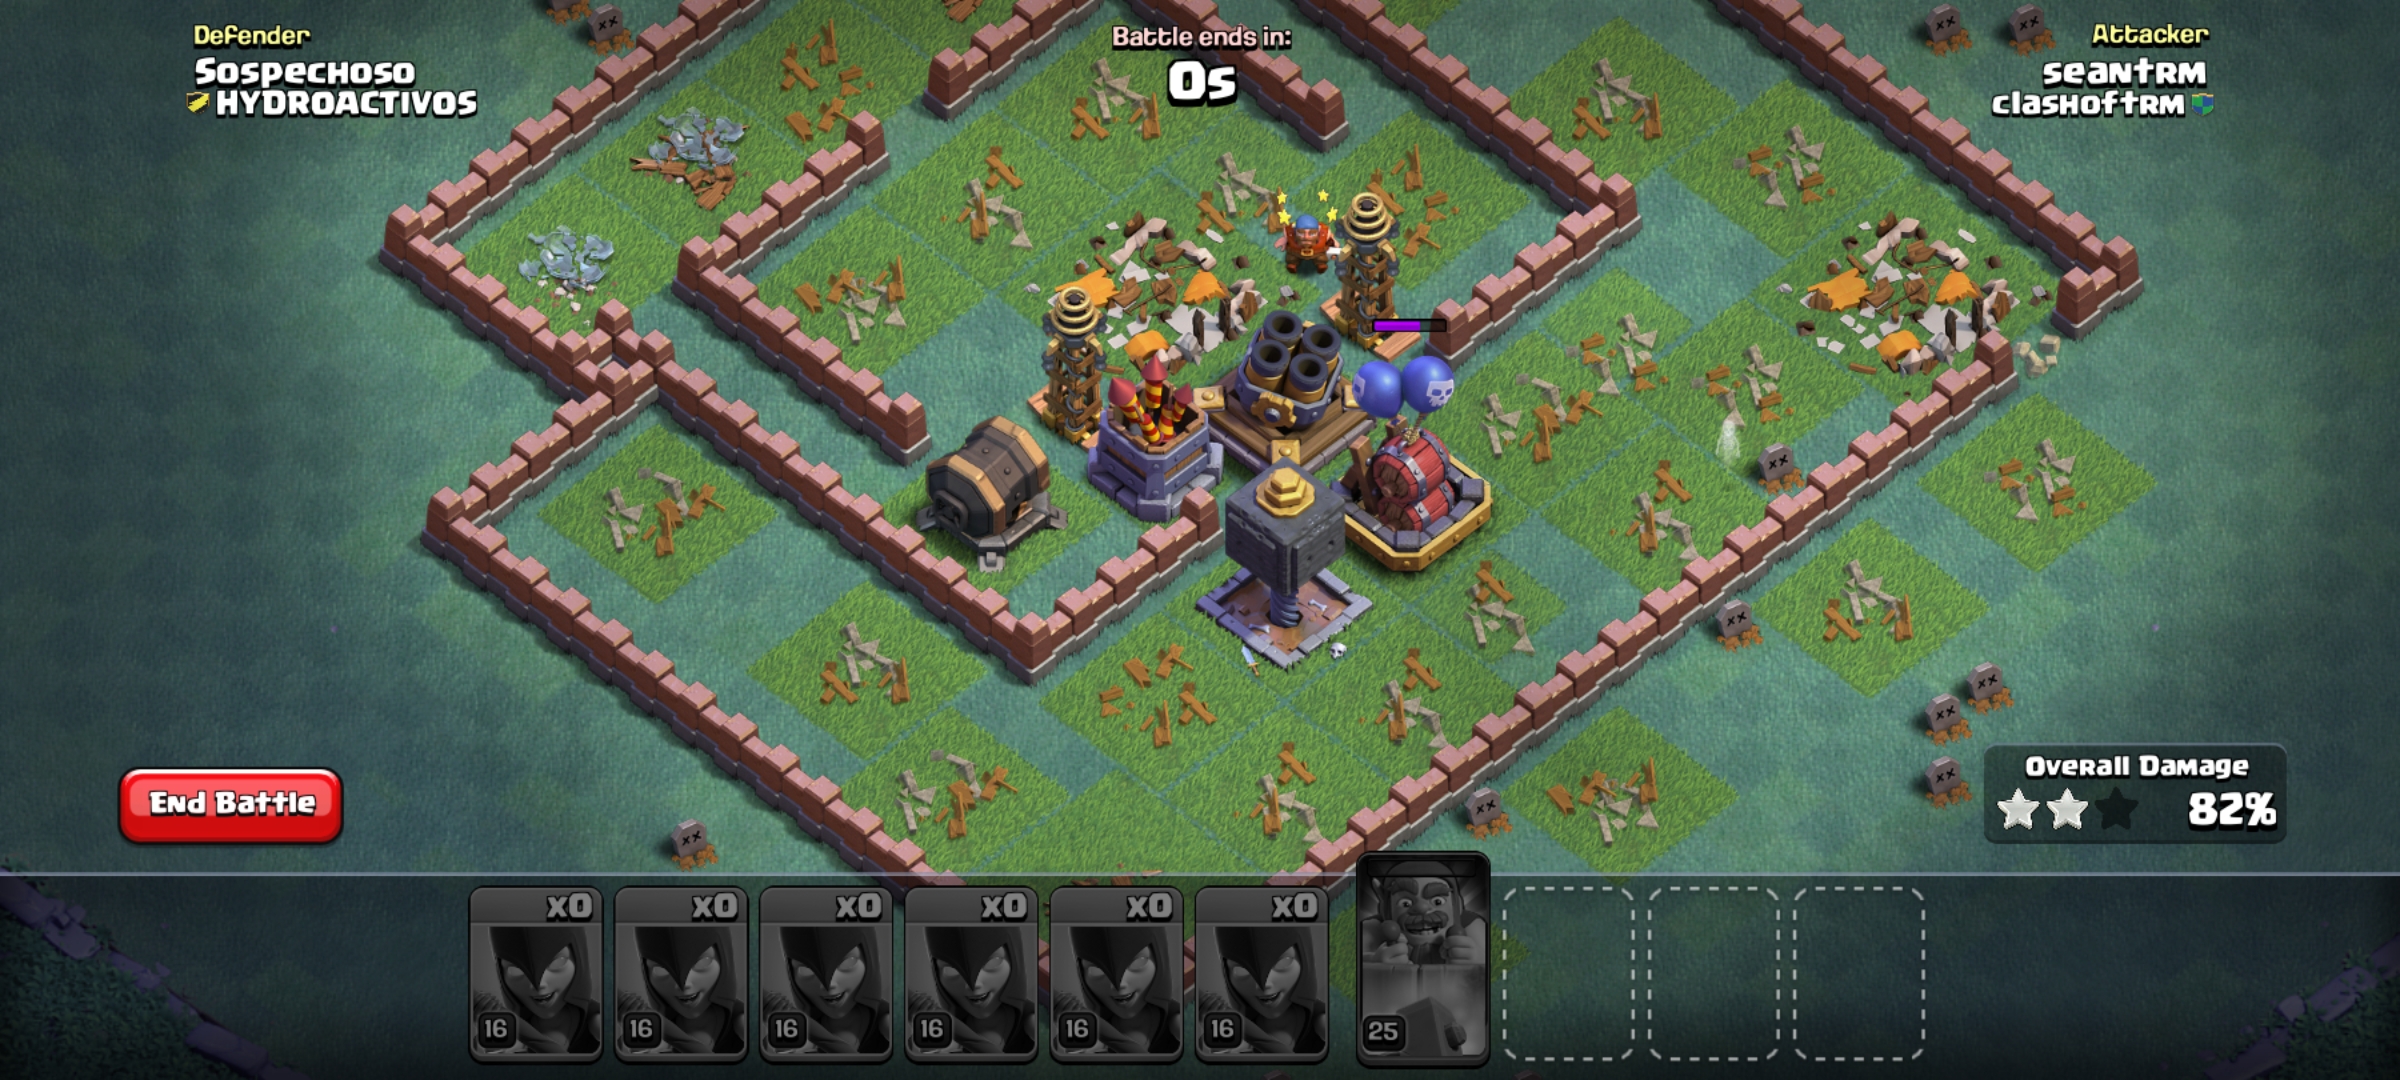 Defender
Sospechoso
HYDROACTIVOS
Battle ends in:
0s
Attacker
seantRM
clashoftRM
End Battle
Overall Damage
82%
x0
x0
x0
x0
x0
x0
16
16
16
16
16
16
25